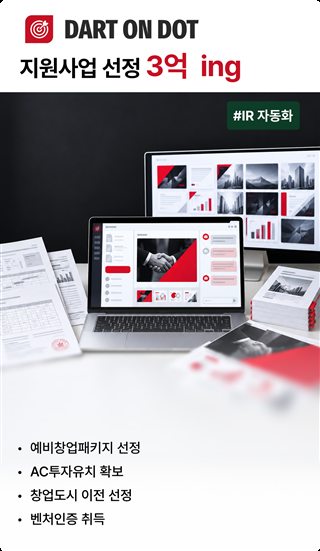 DART ON DOT
지원사업 선정 3억 ing
#IR 자동화
• 예비창업패키지 선정
• AC투자유치 확보
• 창업도시 이전 선정
• 벤처인증 취득